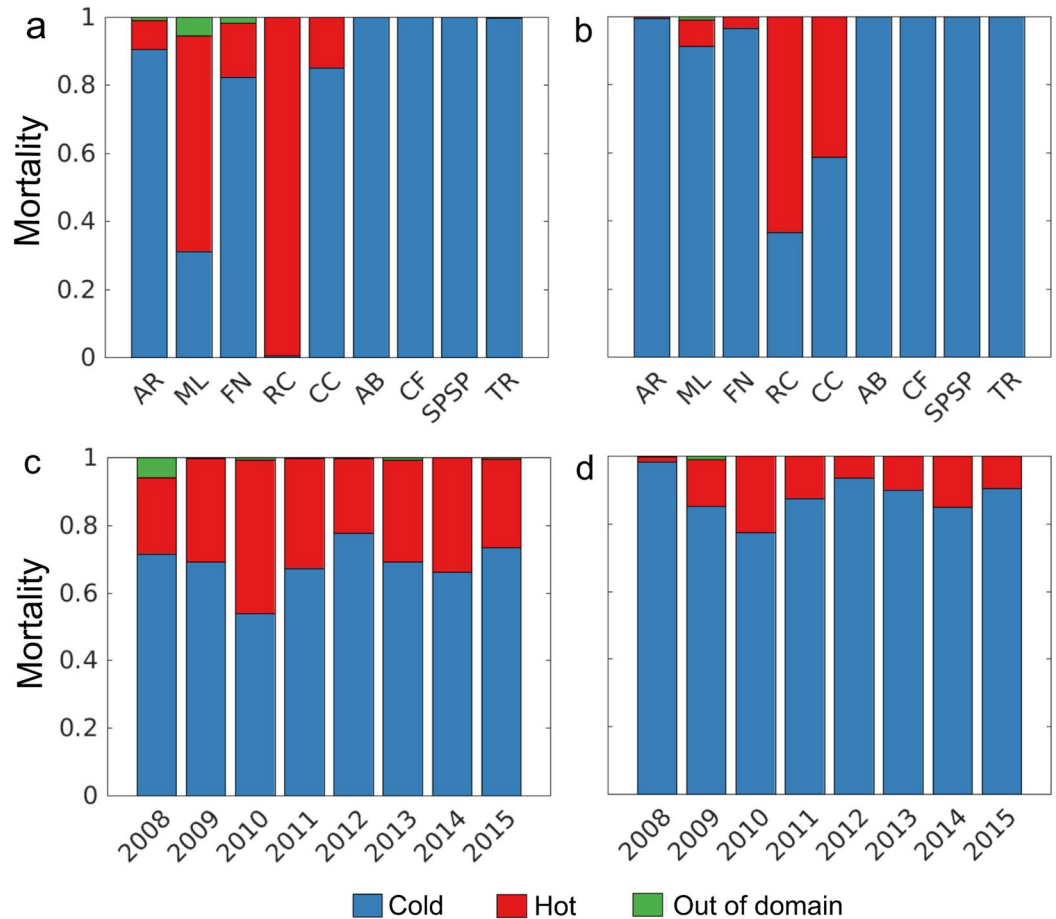 a
Mortality
1
0.8
0.6
0.4
0.2
0
AR ML FN RC CC AB CF SPSP TR
b
AR ML FN RC CC AB CF SPSP TR
c
Mortality
1
0.8
0.6
0.4
0.2
0
2008 2009 2010 2011 2012 2013 2014 2015
d
2008 2009 2010 2011 2012 2013 2014 2015
Cold Hot Out of domain